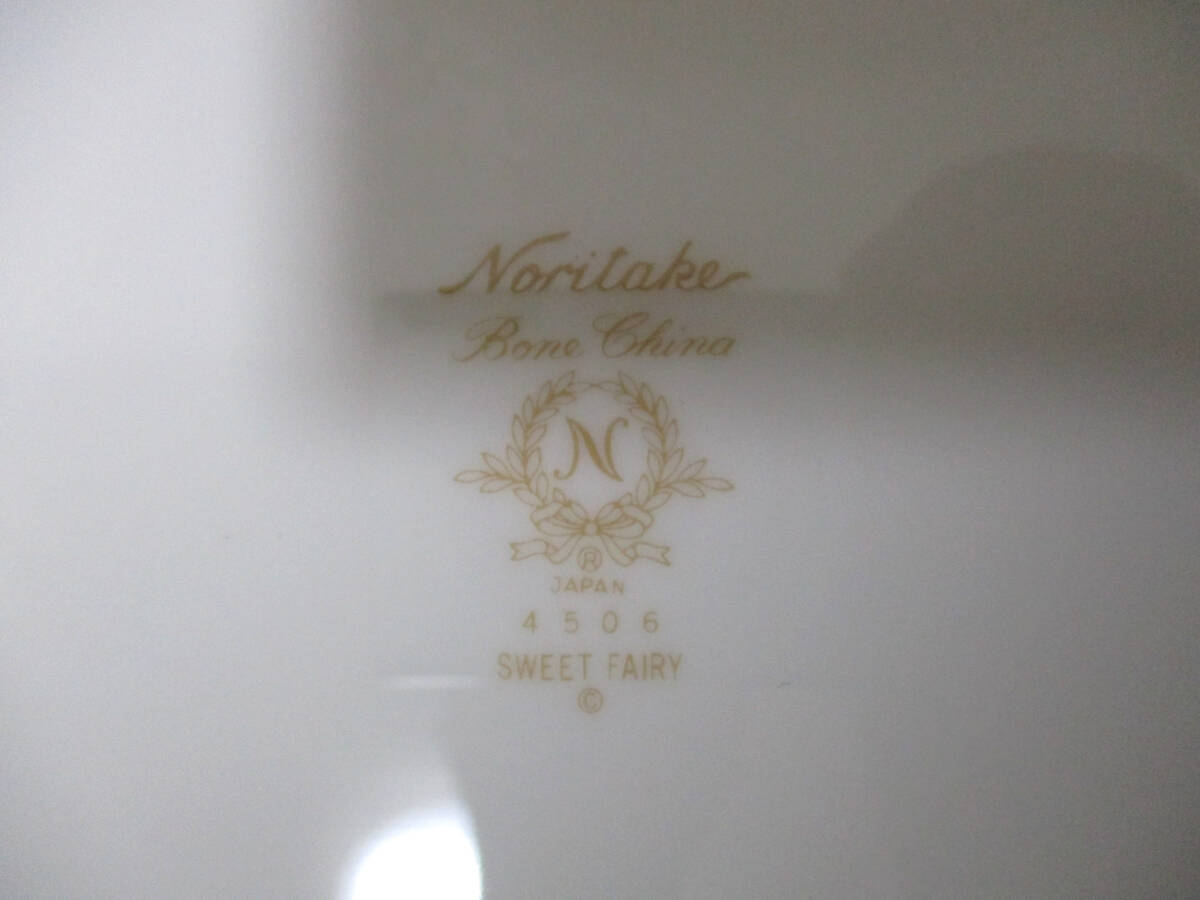 Noritake
Bone China
N
®
JAPAN
4506
SWEET FAIRY
©